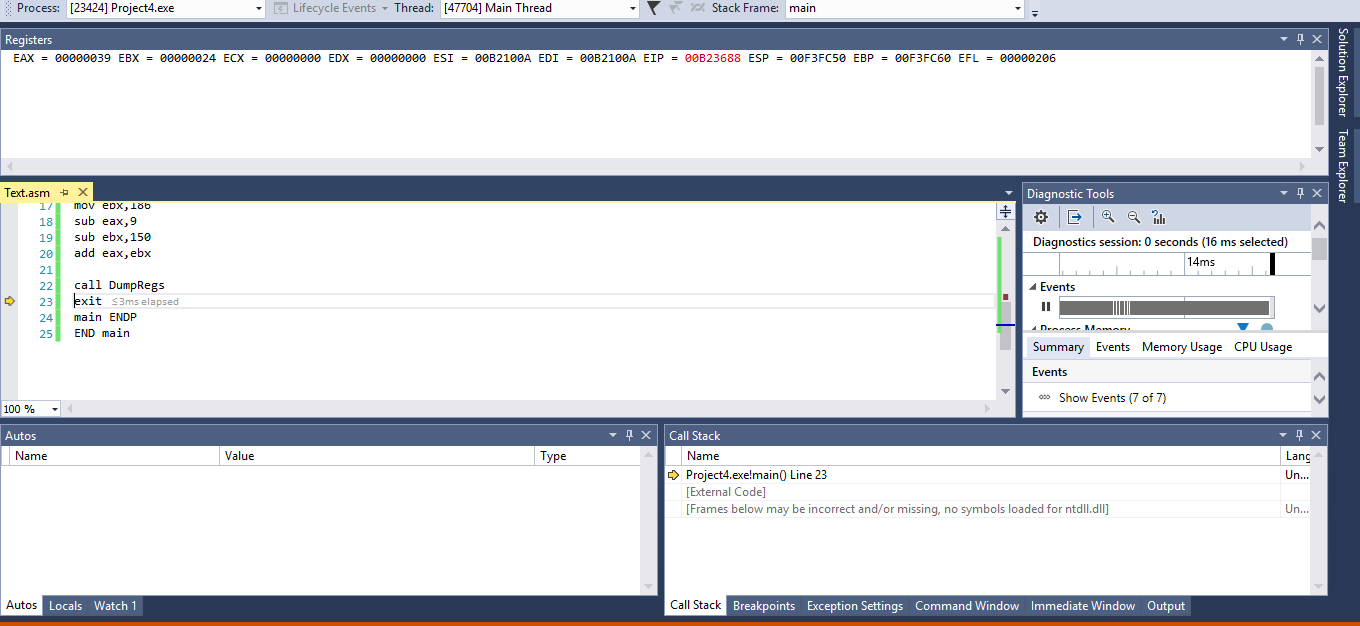 Process: [23424] Project4.exe Lifecycle Events Thread: [47704] Main Thread Stack Frame: main
Registers
EAX = 00000039 EBX = 00000024 ECX = 00000000 EDX = 00000000 ESI = 00B2100A EDI = 00B2100A EIP = 00B23688 ESP = 00F3FC50 EBP = 00F3FC60 EFL = 00000206
Solution Explorer
Team Explorer
Text.asm
17 mov ebx,186
18 sub eax,9
19 sub ebx,150
20 add eax,ebx
21
22 call DumpRegs
23 exit ≤3ms elapsed
24 main ENDP
25 END main
100 %
Diagnostic Tools
Diagnostics session: 0 seconds (16 ms selected)
14ms
Events
Process Memory
Summary Events Memory Usage CPU Usage
Events
Show Events (7 of 7)
Autos
Name Value Type
Autos Locals Watch 1
Call Stack
Name Lang
Project4.exe!main() Line 23 Un...
[External Code]
[Frames below may be incorrect and/or missing, no symbols loaded for ntdll.dll] Un...
Call Stack Breakpoints Exception Settings Command Window Immediate Window Output